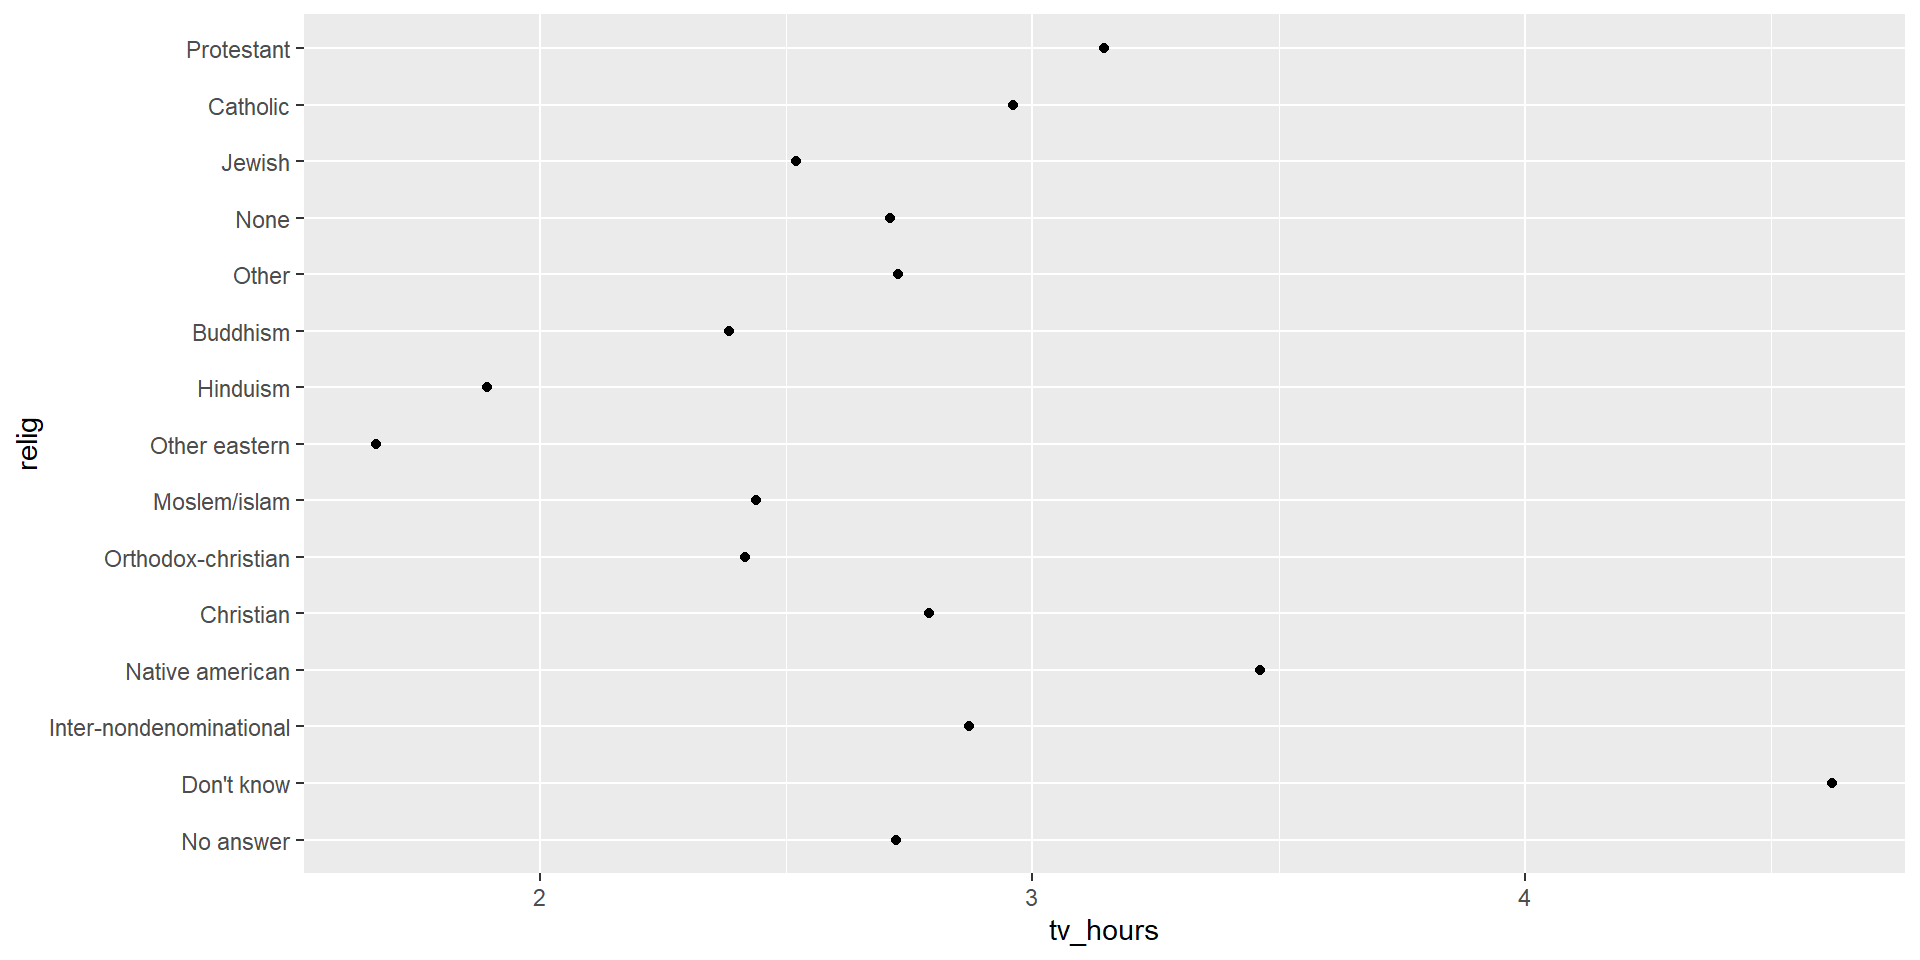 Protestant
Catholic
Jewish
None
Other
Buddhism
Hinduism
Other eastern
Moslem/islam
Orthodox-christian
Christian
Native american
Inter-nondenominational
Don't know
No answer
relig
2 3 4
tv_hours